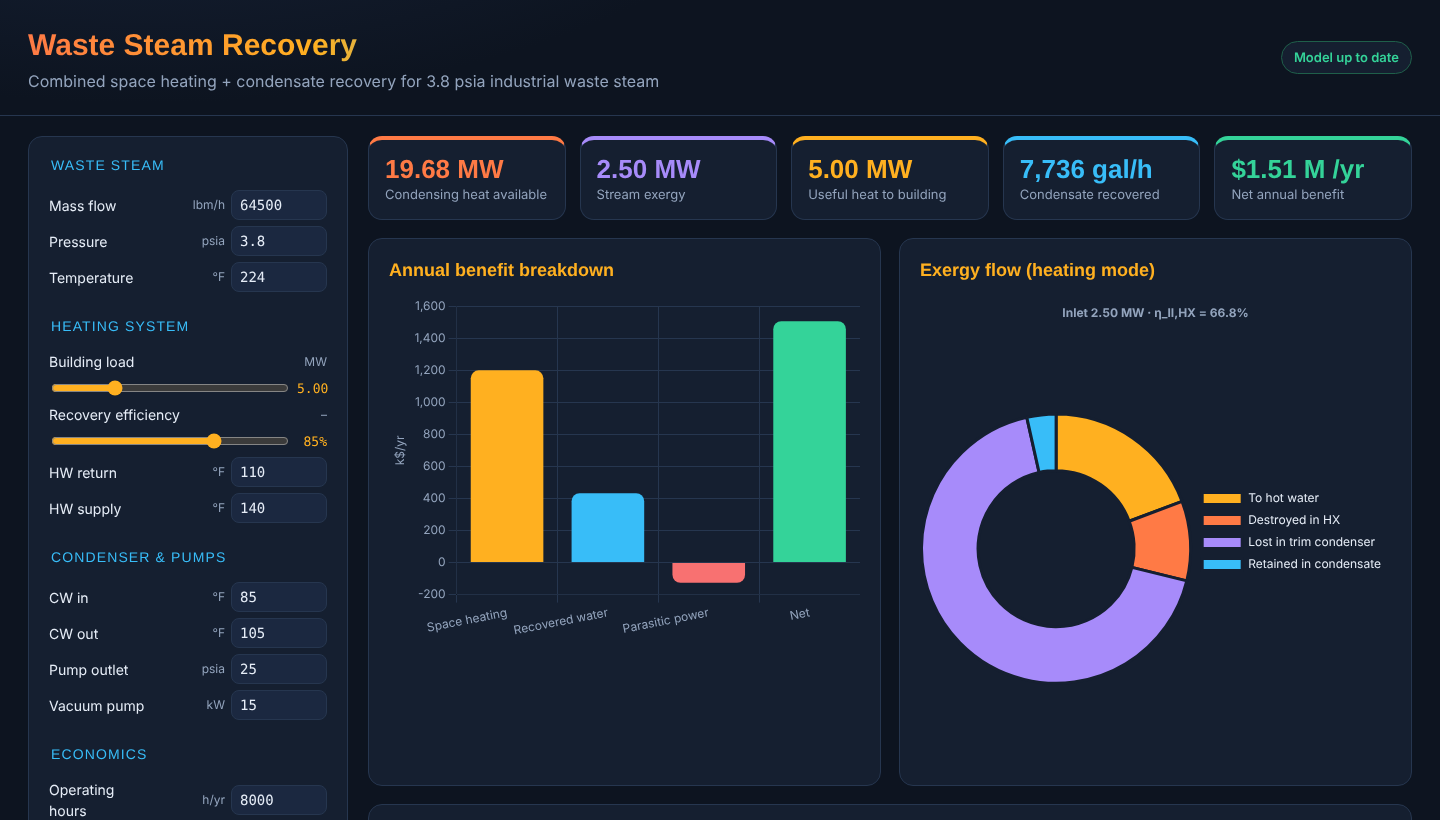 Waste Steam Recovery
Combined space heating + condensate recovery for 3.8 psia industrial waste steam
Model up to date
WASTE STEAM
Mass flow lbm/h 64500
Pressure psia 3.8
Temperature °F 224
HEATING SYSTEM
Building load MW
5.00
Recovery efficiency –
85%
HW return °F 110
HW supply °F 140
CONDENSER & PUMPS
CW in °F 85
CW out °F 105
Pump outlet psia 25
Vacuum pump kW 15
ECONOMICS
Operating
hours h/yr 8000
19.68 MW
Condensing heat available
2.50 MW
Stream exergy
5.00 MW
Useful heat to building
7,736 gal/h
Condensate recovered
$1.51 M /yr
Net annual benefit
Annual benefit breakdown
k$/yr
1,600
1,400
1,200
1,000
800
600
400
200
0
-200
Space heating
Recovered water
Parasitic power
Net
Exergy flow (heating mode)
Inlet 2.50 MW · η_II,HX = 66.8%
To hot water
Destroyed in HX
Lost in trim condenser
Retained in condensate